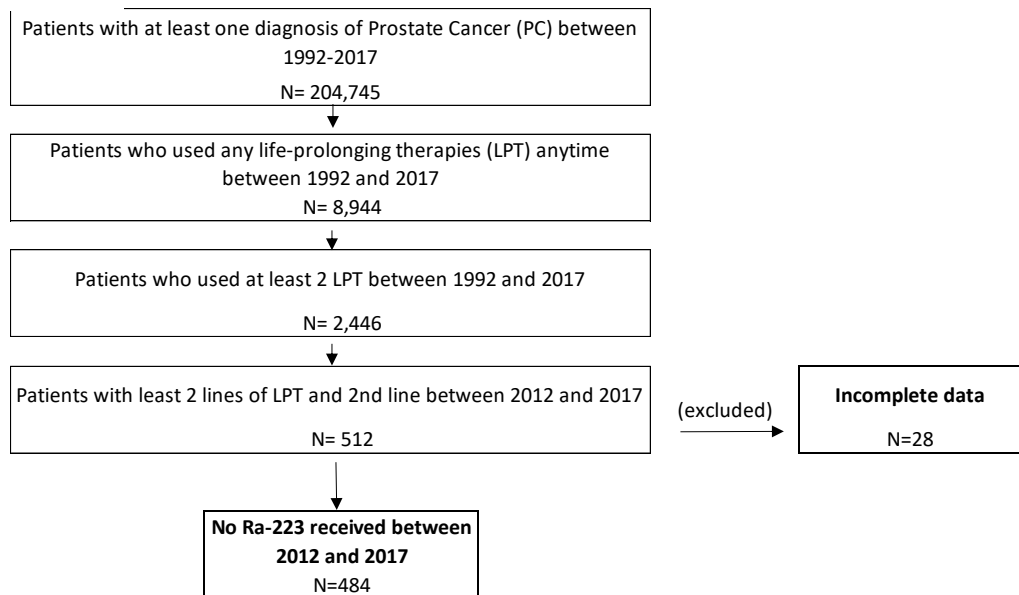 Patients with at least one diagnosis of Prostate Cancer (PC) between
1992-2017
N= 204,745
Patients who used any life-prolonging therapies (LPT) anytime
between 1992 and 2017
N= 8,944
Patients who used at least 2 LPT between 1992 and 2017
N= 2,446
Patients with least 2 lines of LPT and 2nd line between 2012 and 2017
N= 512
(excluded)
Incomplete data
N=28
No Ra-223 received between
2012 and 2017
N=484